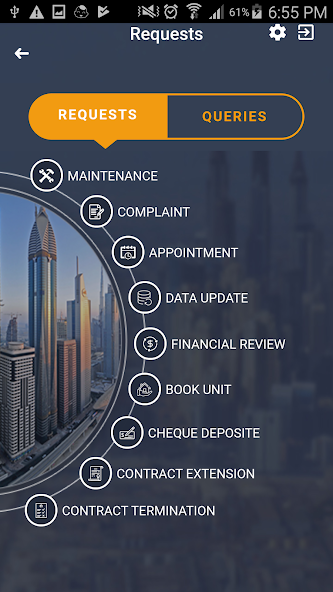 61% 6:55 PM
Requests
REQUESTS QUERIES
MAINTENANCE
COMPLAINT
APPOINTMENT
DATA UPDATE
FINANCIAL REVIEW
BOOK UNIT
CHEQUE DEPOSITE
CONTRACT EXTENSION
CONTRACT TERMINATION